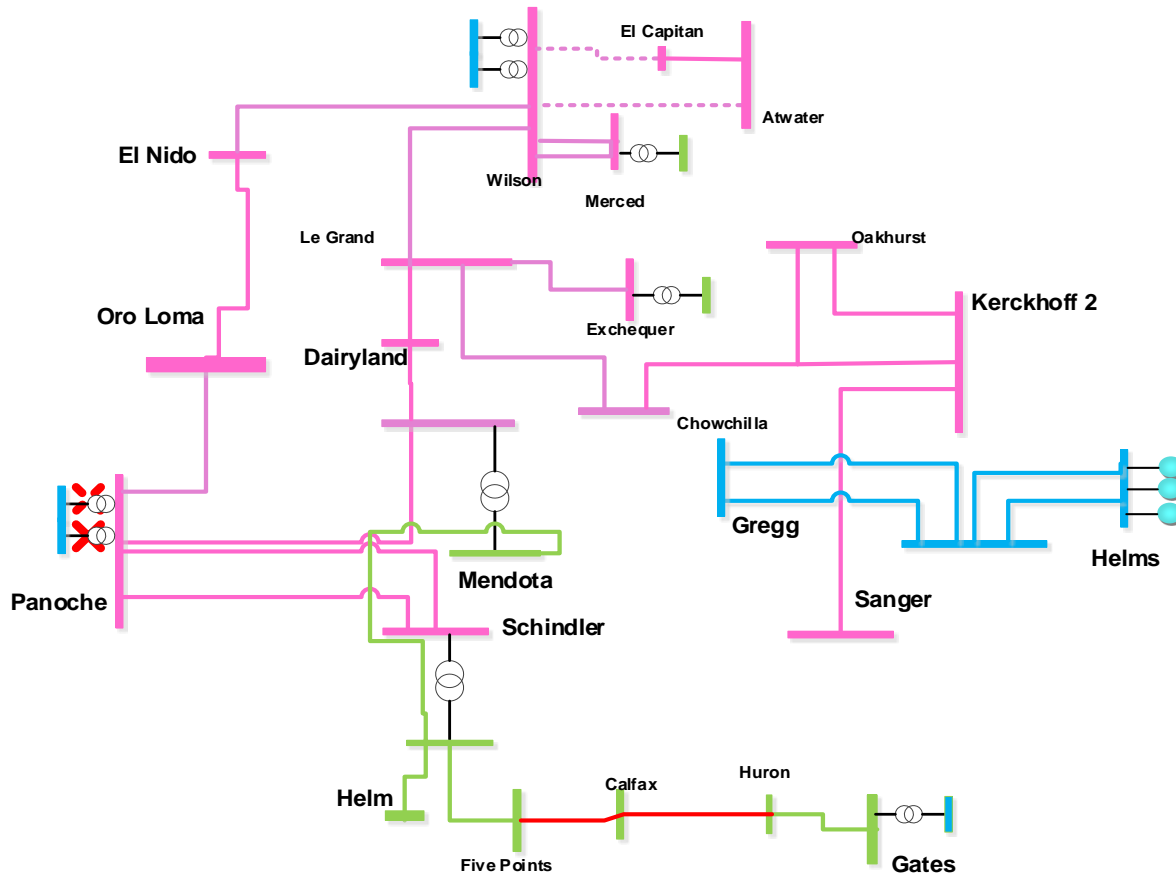 El Capitan
Atwater
El Nido
Wilson
Merced
Le Grand
Oakhurst
Oro Loma
Kerckhoff 2
Exchequer
Dairyland
Chowchilla
Gregg
Helms
Mendota
Panoche
Sanger
Schindler
Helm
Calfax
Huron
Five Points
Gates